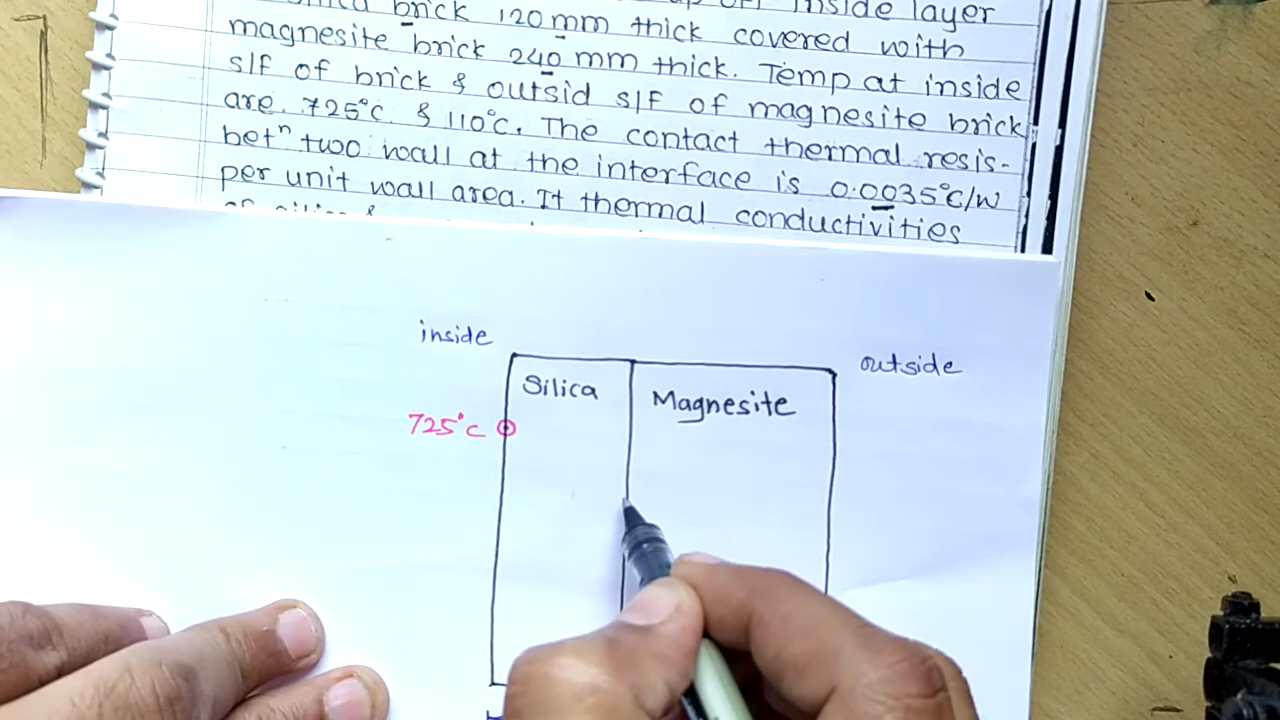 brick 120mm thick covered with
magnesite brick 240 mm thick. Temp at inside
s/f of brick & outsid s/f of magnesite brick
are 725°C & 110°C. The contact thermal resis-
betⁿ two wall at the interface is 0.0035°C/W
per unit wall area. If thermal conductivities
inside
outside
Silica
Magnesite
725°C